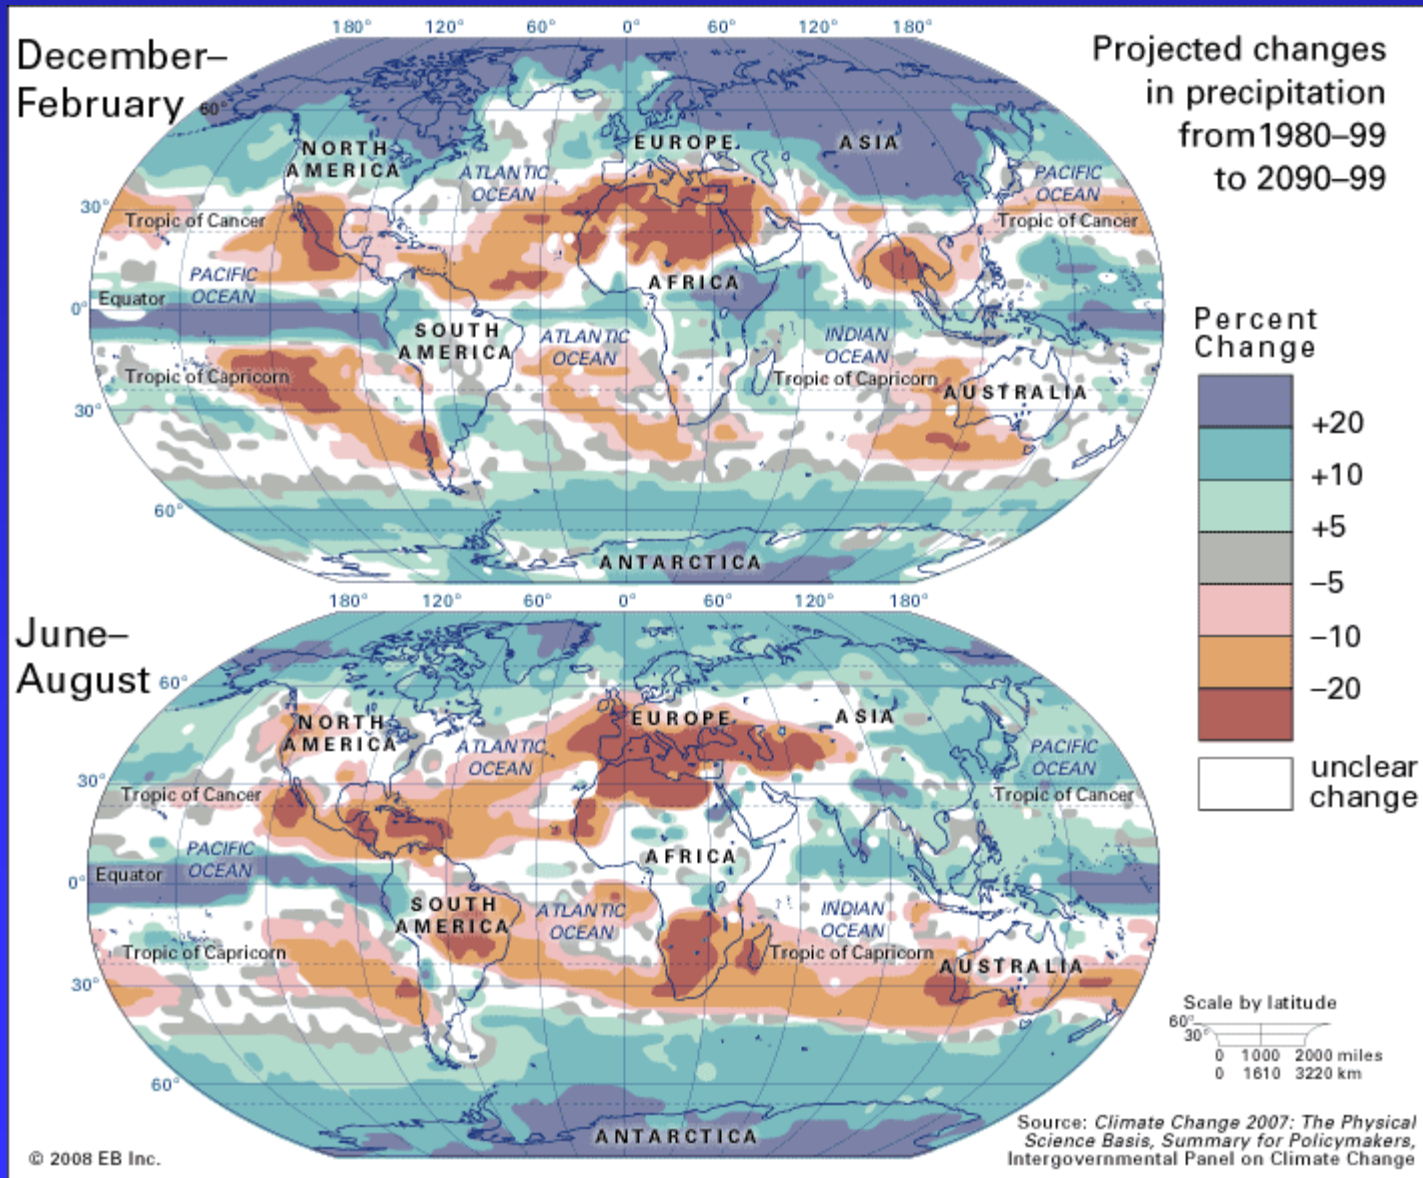 December–
February
Projected changes
in precipitation
from1980–99
to 2090–99
180° 120° 60° 0° 60° 120° 180°
60°
NORTH
AMERICA
EUROPE
ASIA
ATLANTIC
OCEAN
PACIFIC
OCEAN
30°
Tropic of Cancer
Tropic of Cancer
PACIFIC
OCEAN
AFRICA
Equator
0°
SOUTH
AMERICA
ATLANTIC
OCEAN
INDIAN
OCEAN
Tropic of Capricorn
Tropic of Capricorn
AUSTRALIA
30°
60°
ANTARCTICA
Percent
Change
+20
+10
+5
−5
−10
−20
unclear
change
June–
August
180° 120° 60° 0° 60° 120° 180°
60°
NORTH
AMERICA
EUROPE
ASIA
ATLANTIC
OCEAN
PACIFIC
OCEAN
30°
Tropic of Cancer
Tropic of Cancer
PACIFIC
OCEAN
AFRICA
Equator
0°
SOUTH
AMERICA
ATLANTIC
OCEAN
INDIAN
OCEAN
Tropic of Capricorn
Tropic of Capricorn
AUSTRALIA
30°
60°
ANTARCTICA
Scale by latitude
60°
30°
0 1000 2000 miles
0 1610 3220 km
Source: Climate Change 2007: The Physical
Science Basis, Summary for Policymakers,
Intergovernmental Panel on Climate Change
© 2008 EB Inc.